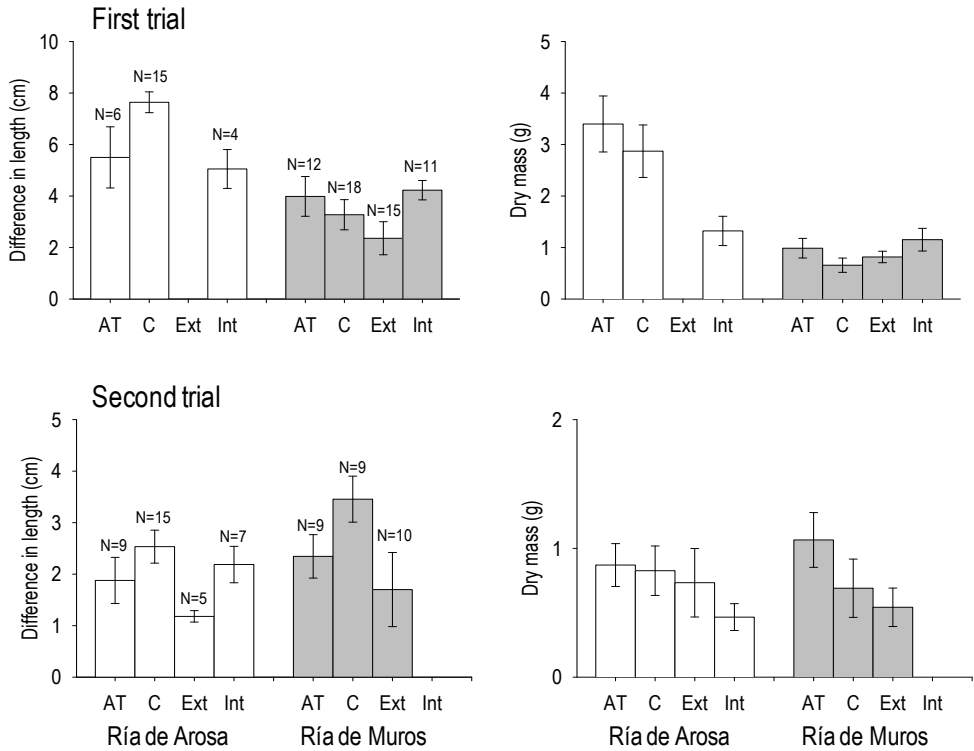 First trial
10
8
6
4
2
0
Difference in length (cm)
N=6
N=15
N=4
N=12
N=18
N=15
N=11
AT C Ext Int AT C Ext Int
5
4
3
2
1
0
Dry mass (g)
AT C Ext Int AT C Ext Int
Second trial
5
4
3
2
1
0
Difference in length (cm)
N=9
N=15
N=5
N=7
N=9
N=9
N=10
AT C Ext Int AT C Ext Int
Ría de Arosa Ría de Muros
2
1
0
Dry mass (g)
AT C Ext Int AT C Ext Int
Ría de Arosa Ría de Muros